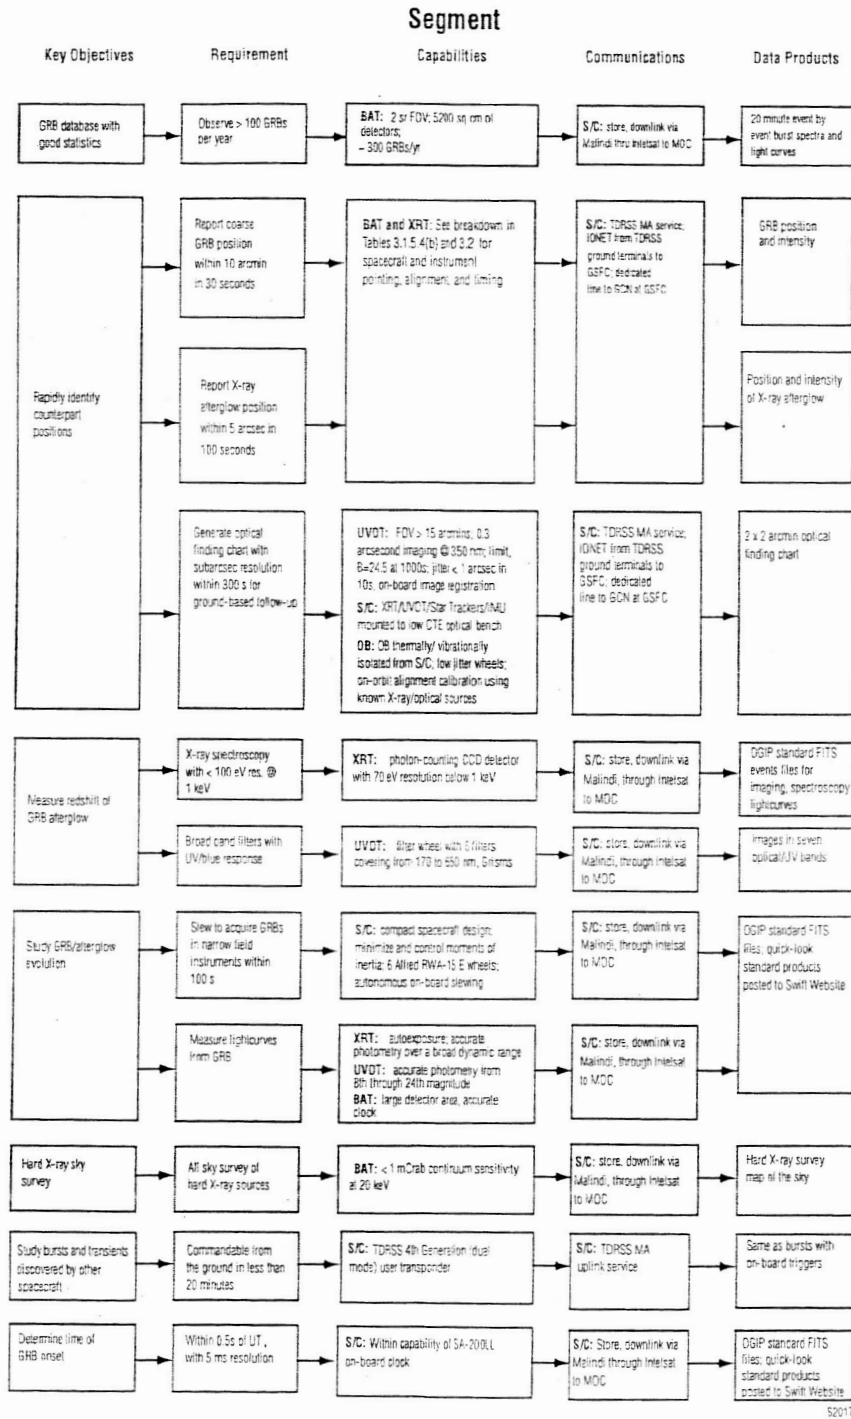 Segment
Key Objectives
Requirement
Capabilities
Communications
Data Products
GRB database with
good statistics
Observe > 100 GRBs
per year
BAT: 2 sr FOV; 5200 sq cm of
detectors;
~ 300 GRBs/yr
S/C: store, downlink via
Malindi thru Intelsat to MOC
20 minute event by
event burst spectra and
light curves
Rapidly identify
counterpart
positions
Report coarse
GRB position
within 10 arcmin
in 30 seconds
BAT and XRT: See breakdown in
Tables 3.1.5.4(b) and 3.2 for
spacecraft and instrument
pointing, alignment, and timing
S/C: TDRSS MA service;
IONET from TDRSS
ground terminals to
GSFC; dedicated
line to GCN at GSFC
GRB position
and intensity
Report X-ray
afterglow position
within 5 arcsec in
100 seconds
Position and intensity
of X-ray afterglow
Generate optical
finding chart with
subarcsec resolution
within 300 s for
ground-based follow-up
UVOT: FOV > 15 arcmins; 0.3
arcsecond imaging @ 350 nm; limit,
B=24.5 at 1000s; jitter < 1 arcsec in
10s, on-board image registration
S/C: XRT/UVOT/Star Trackers/IMU
mounted to low CTE optical bench
OB: OB thermally/ vibrationally
isolated from S/C, low jitter wheels;
on-orbit alignment calibration using
known X-ray/optical sources
S/C: TDRSS MA service;
IONET from TDRSS
ground terminals to
GSFC; dedicated
line to GCN at GSFC
2 x 2 arcmin optical
finding chart
Measure redshift of
GRB afterglow
X-ray spectroscopy
with < 100 eV res. @
1 keV
XRT: photon-counting CCD detector
with 70 eV resolution below 1 keV
S/C: store, downlink via
Malindi, through Intelsat
to MOC
OGIP standard FITS
events files for
imaging, spectroscopy
lightcurves
Broad band filters with
UV/blue response
UVOT: filter wheel with 6 filters
covering from 170 to 650 nm, Grisms
S/C: store, downlink via
Malindi, through Intelsat
to MOC
Images in seven
optical/UV bands
Study GRB/afterglow
evolution
Slew to acquire GRBs
in narrow field
instruments within
100 s
S/C: compact spacecraft design;
minimize and control moments of
inertia; 6 Allied RWA-15 E wheels;
autonomous on-board slewing
S/C: store, downlink via
Malindi, through Intelsat
to MOC
OGIP standard FITS
files; quick-look
standard products
posted to Swift Website
Measure lightcurves
from GRB
XRT: autoexposure; accurate
photometry over a broad dynamic range
UVOT: accurate photometry from
8th through 24th magnitude
BAT: large detector area, accurate
clock
S/C: store, downlink via
Malindi, through Intelsat
to MOC
Hard X-ray sky
survey
All sky survey of
hard X-ray sources
BAT: < 1 mCrab continuum sensitivity
at 20 keV
S/C: store, downlink via
Malindi, through Intelsat
to MOC
Hard X-ray survey
map of the sky
Study bursts and transients
discovered by other
spacecraft
Commandable from
the ground in less than
20 minutes
S/C: TDRSS 4th Generation (dual
mode) user transponder
S/C: TDRSS MA
uplink service
Same as bursts with
on-board triggers
Determine time of
GRB onset
Within 0.5s of UT,
with 5 ms resolution
S/C: Within capability of SA-200LL
on-board clock
S/C: Store, downlink via
Malindi through Intelsat
to MOC
OGIP standard FITS
files; quick-look
standard products
posted to Swift Website